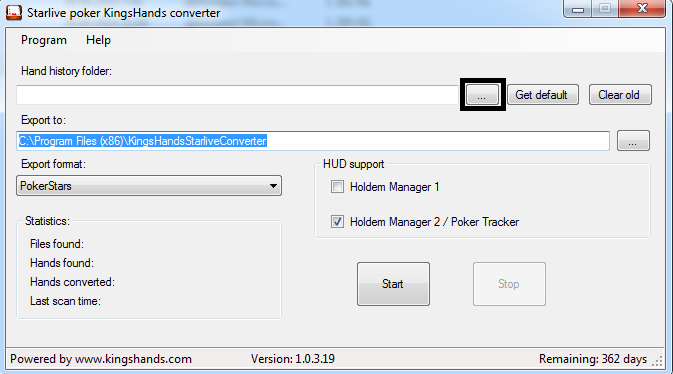 Starlive poker KingsHands converter
Program Help
Hand history folder:
... Get default Clear old
Export to:
C:\Program Files (x86)\KingsHandsStarliveConverter ...
Export format: HUD support
PokerStars Holdem Manager 1
Holdem Manager 2 / Poker Tracker
Statistics:
Files found:
Hands found:
Hands converted:
Last scan time:
Start Stop
Powered by www.kingshands.com Version: 1.0.3.19 Remaining: 362 days